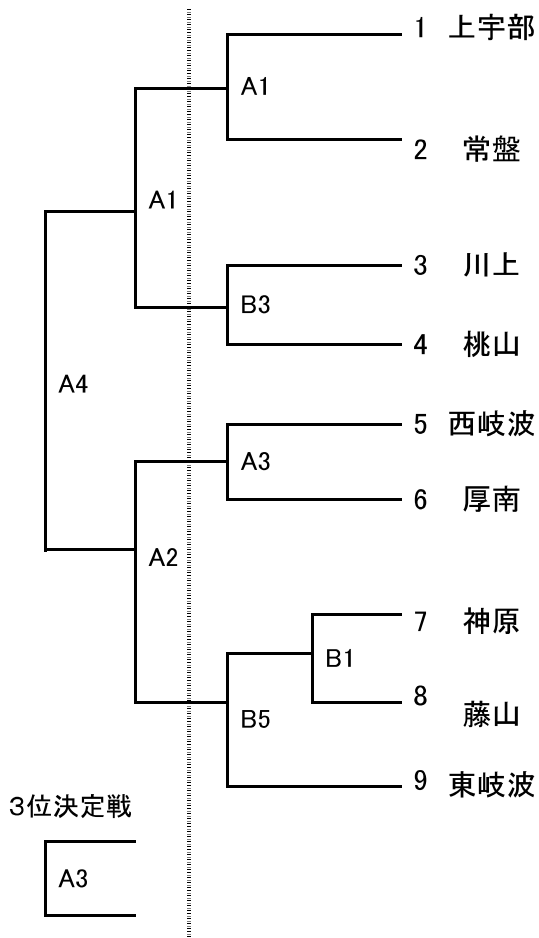 1 上宇部
A1
2 常盤
A1
3 川上
B3
4 桃山
A4
5 西岐波
A3
6 厚南
A2
7 神原
B1
8 藤山
B5
9 東岐波
3位決定戦
A3